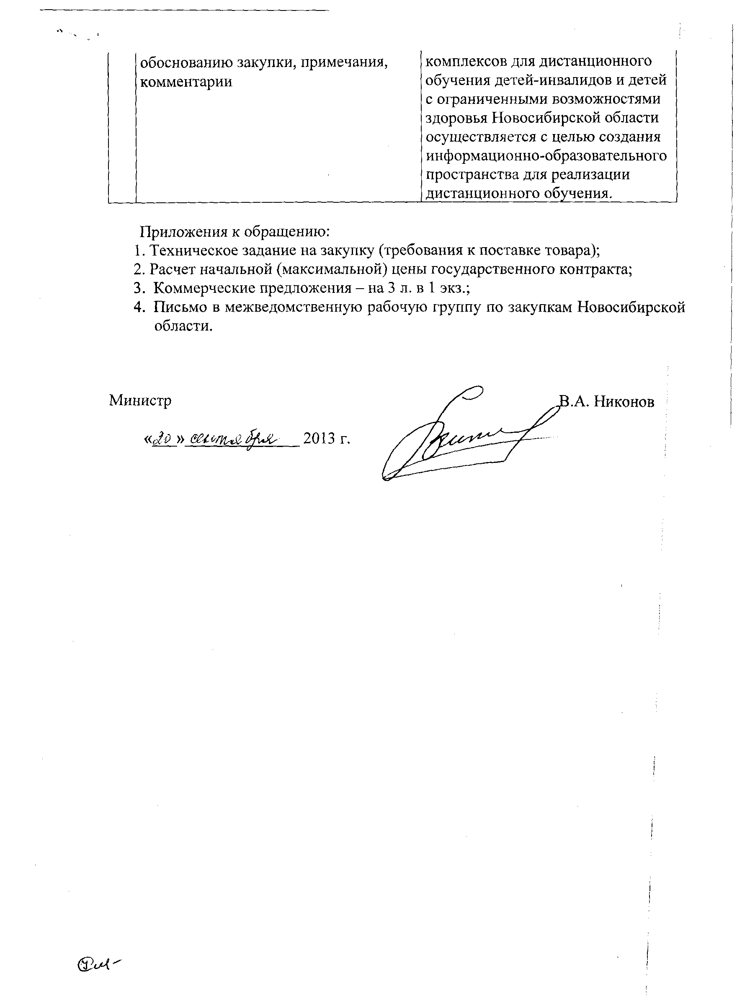 обоснованию закупки, примечания,
комментарии
комплексов для дистанционного
обучения детей-инвалидов и детей
с ограниченными возможностями
здоровья Новосибирской области
осуществляется с целью создания
информационно-образовательного
пространства для реализации
дистанционного обучения.
Приложения к обращению:
1. Техническое задание на закупку (требования к поставке товара);
2. Расчет начальной (максимальной) цены государственного контракта;
3. Коммерческие предложения – на 3 л. в 1 экз.;
4. Письмо в межведомственную рабочую группу по закупкам Новосибирской
области.
Министр
В.А. Никонов
«20» сентября 2013 г.